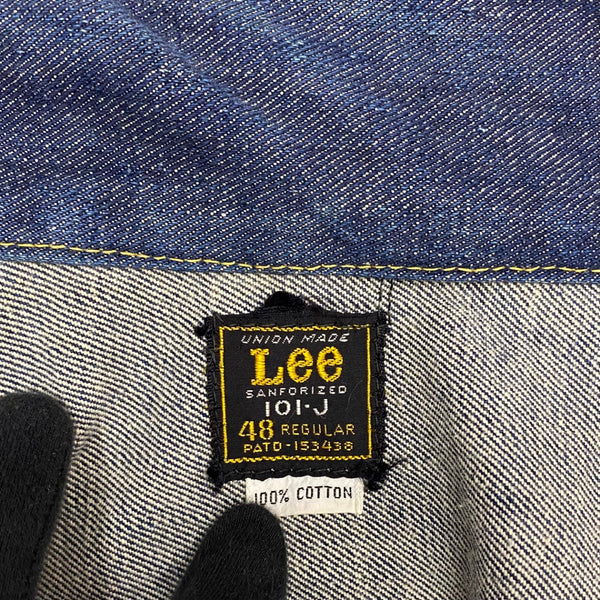 UNION MADE
Lee
SANFORIZED
101-J
48 REGULAR
PATD-153438
100% COTTON